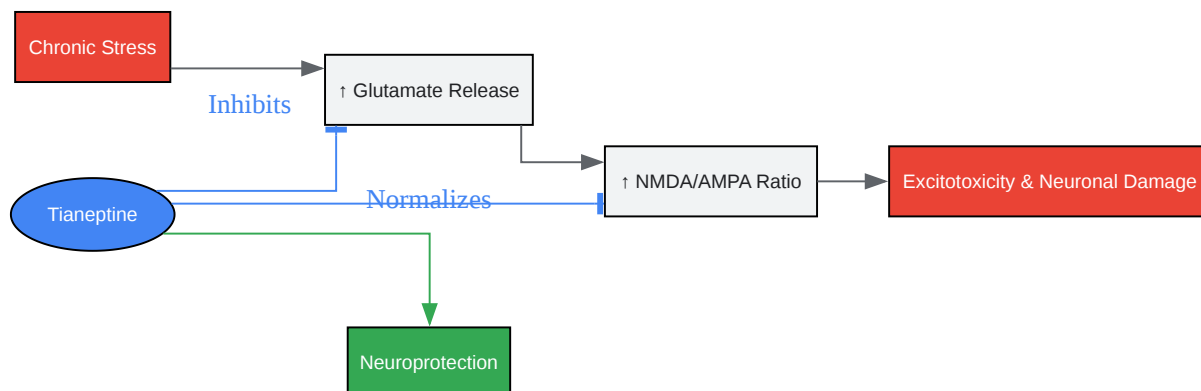 Chronic Stress
↑ Glutamate Release
Inhibits
↑ NMDA/AMPA Ratio
Excitotoxicity & Neuronal Damage
Normalizes
Tianeptine
Neuroprotection